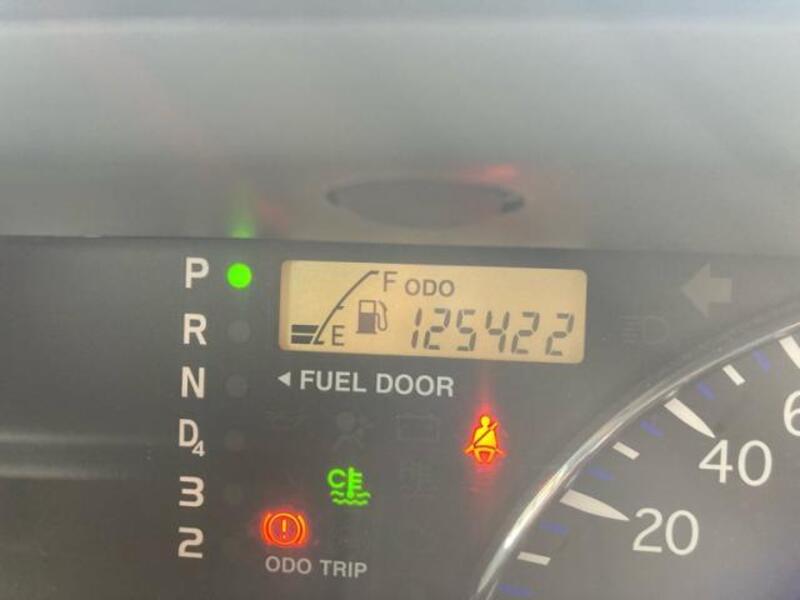 P
F ODO
R
E 125422
N
◄ FUEL DOOR
D4
40
3
C
20
2
ODO TRIP